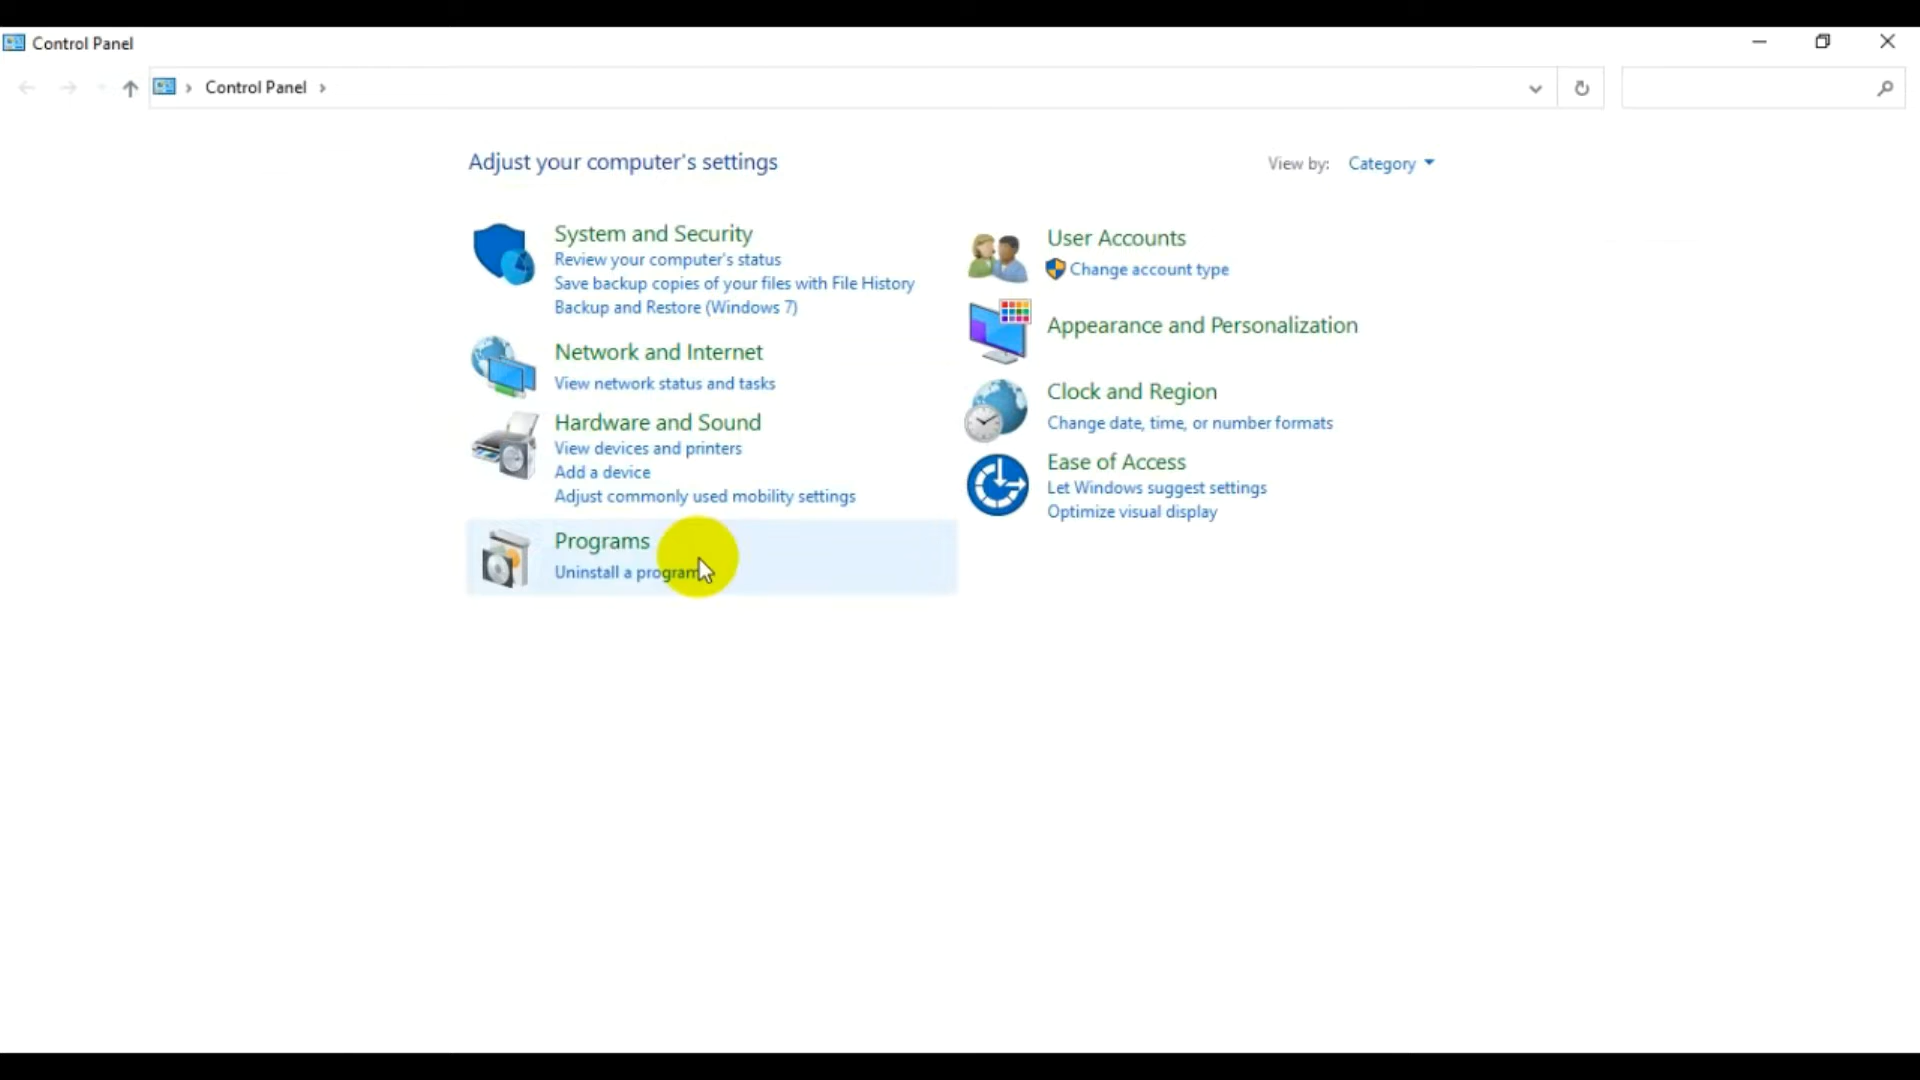 Control Panel
Control Panel
Adjust your computer's settings
View by: Category
System and Security
Review your computer's status
Save backup copies of your files with File History
Backup and Restore (Windows 7)
Network and Internet
View network status and tasks
Hardware and Sound
View devices and printers
Add a device
Adjust commonly used mobility settings
Programs
Uninstall a program
User Accounts
Change account type
Appearance and Personalization
Clock and Region
Change date, time, or number formats
Ease of Access
Let Windows suggest settings
Optimize visual display